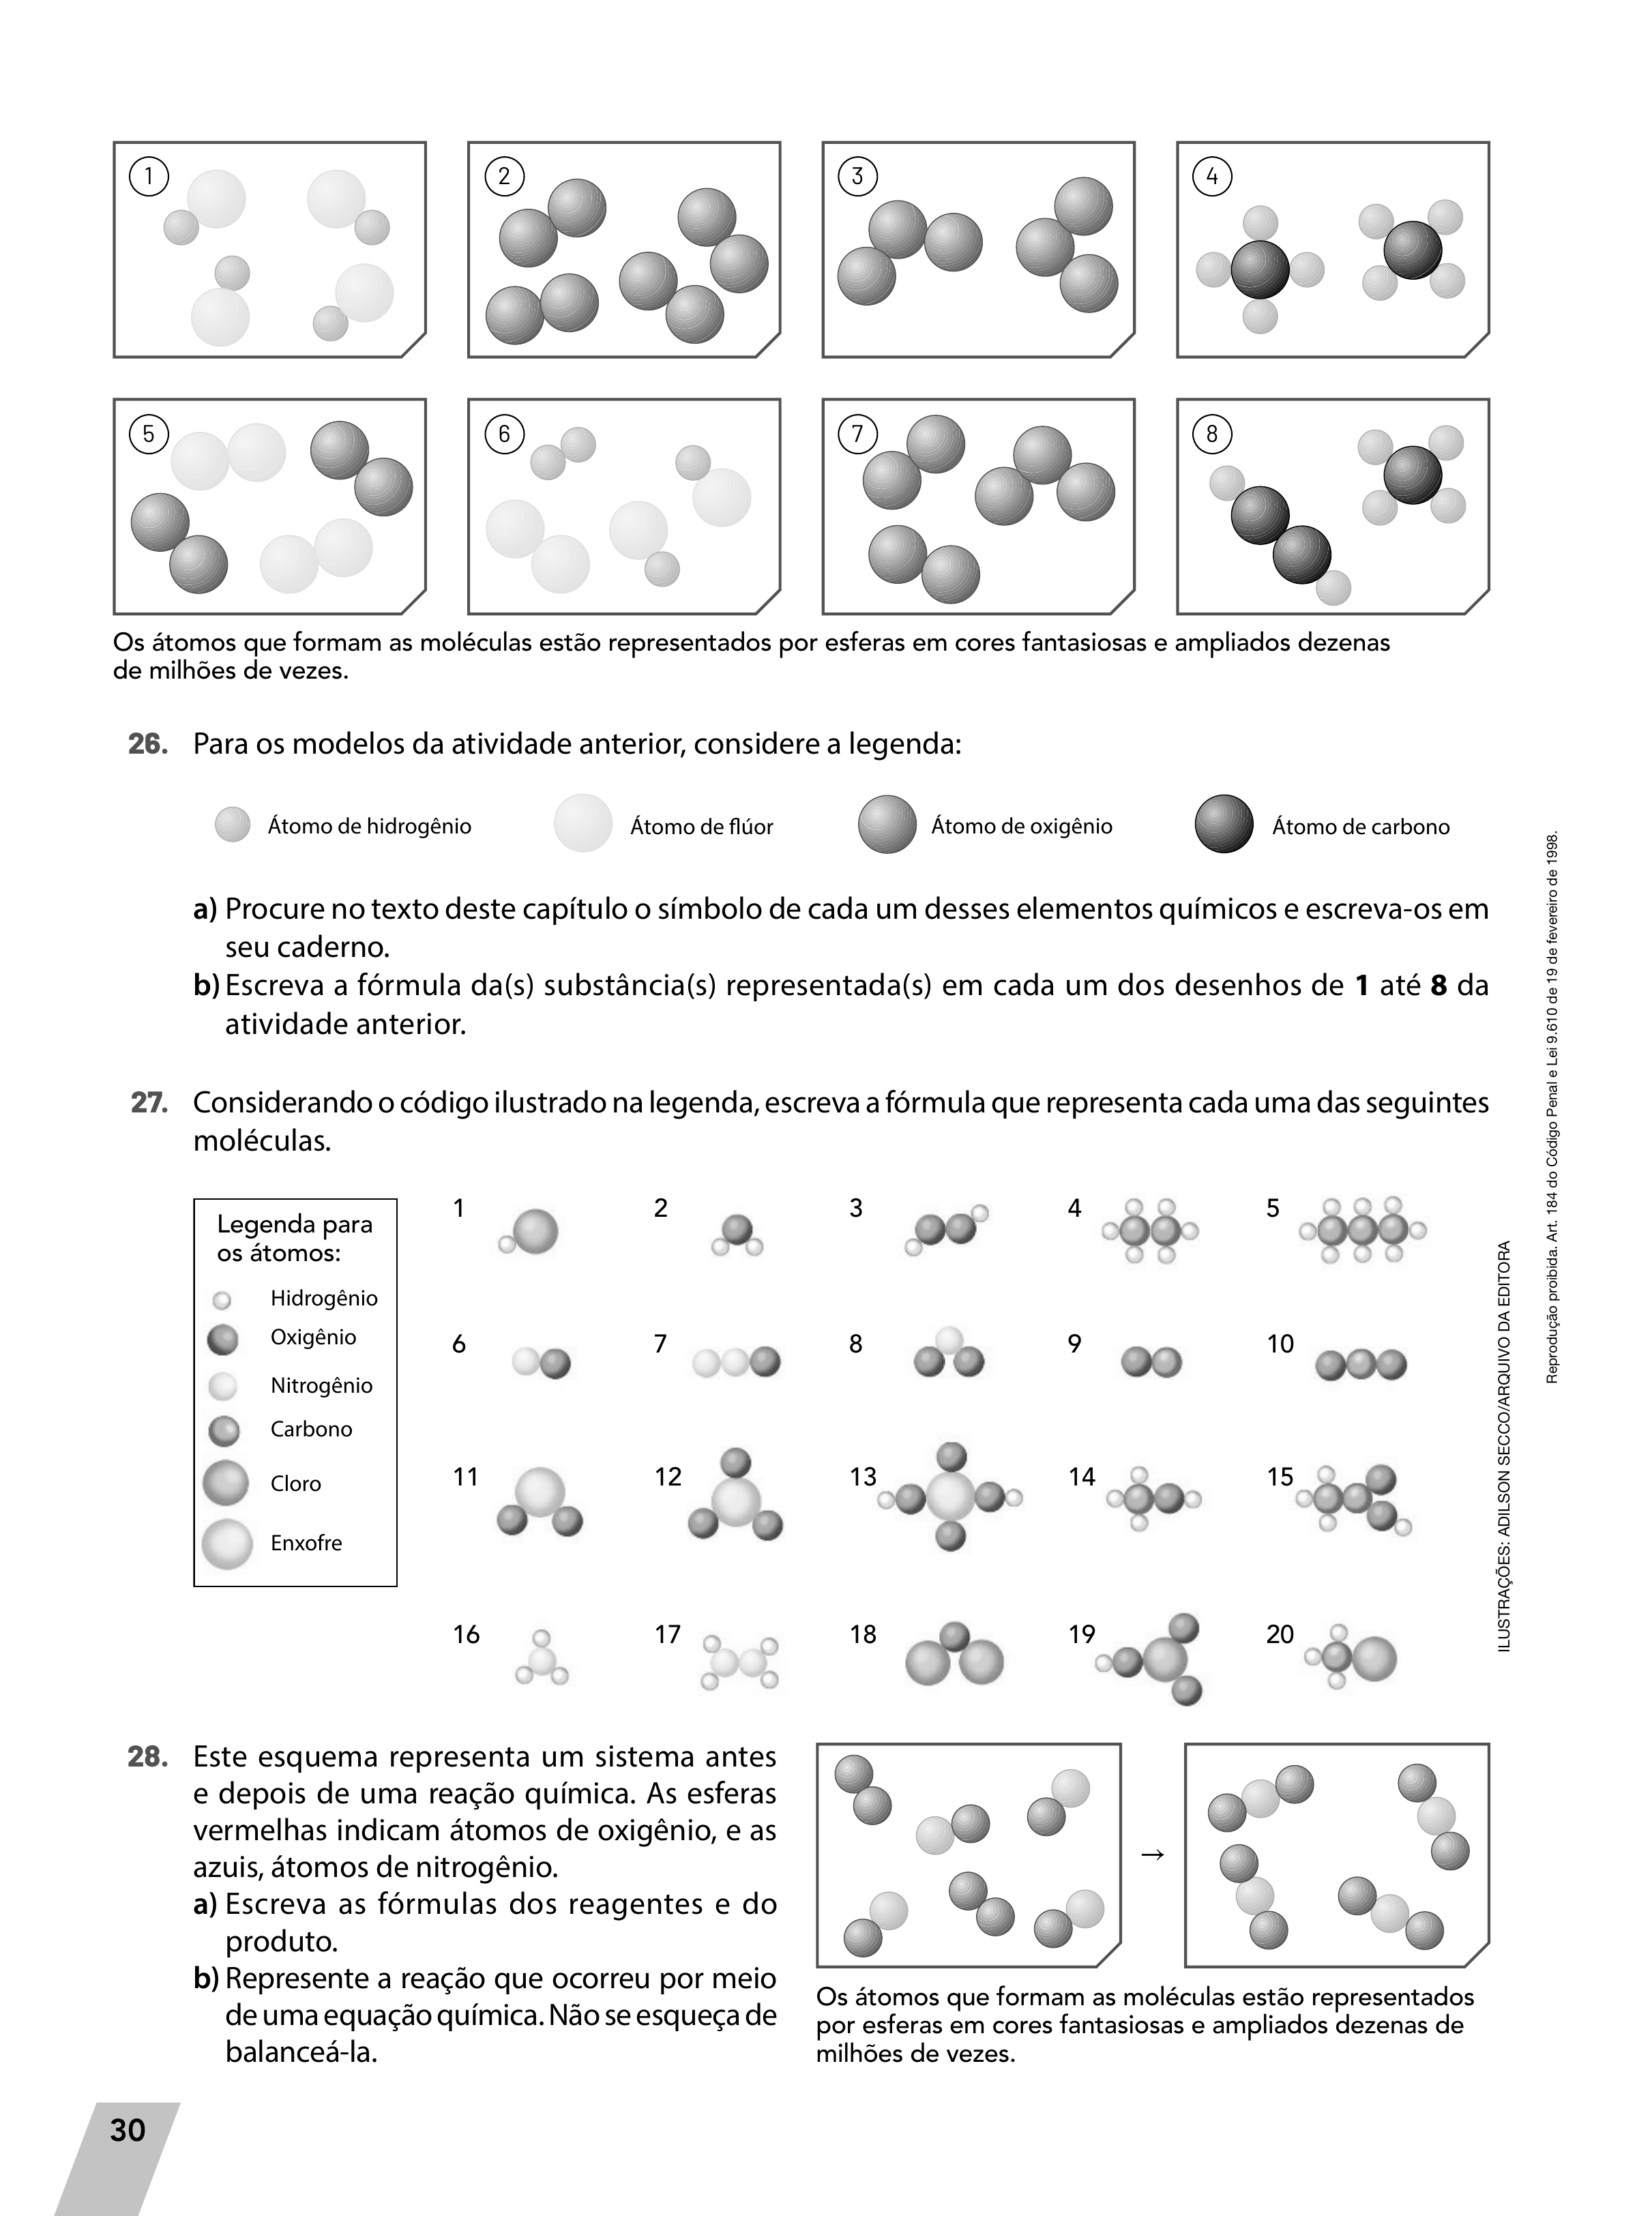 1
2
3
4
5
6
7
8
Os átomos que formam as moléculas estão representados por esferas em cores fantasiosas e ampliados dezenas
de milhões de vezes.
26. Para os modelos da atividade anterior, considere a legenda:
Átomo de hidrogênio
Átomo de flúor
Átomo de oxigênio
Átomo de carbono
a) Procure no texto deste capítulo o símbolo de cada um desses elementos químicos e escreva-os em
seu caderno.
b) Escreva a fórmula da(s) substância(s) representada(s) em cada um dos desenhos de 1 até 8 da
atividade anterior.
27. Considerando o código ilustrado na legenda, escreva a fórmula que representa cada uma das seguintes
moléculas.
Legenda para
os átomos:
Hidrogênio
Oxigênio
Nitrogênio
Carbono
Cloro
Enxofre
1
2
3
4
5
6
7
8
9
10
11
12
13
14
15
16
17
18
19
20
28. Este esquema representa um sistema antes
e depois de uma reação química. As esferas
vermelhas indicam átomos de oxigênio, e as
azuis, átomos de nitrogênio.
a) Escreva as fórmulas dos reagentes e do
produto.
b) Represente a reação que ocorreu por meio
de uma equação química. Não se esqueça de
balanceá-la.
→
Os átomos que formam as moléculas estão representados
por esferas em cores fantasiosas e ampliados dezenas de
milhões de vezes.
ILUSTRAÇÕES: ADILSON SECCO/ARQUIVO DA EDITORA
Reprodução proibida. Art. 184 do Código Penal e Lei 9.610 de 19 de fevereiro de 1998.
30